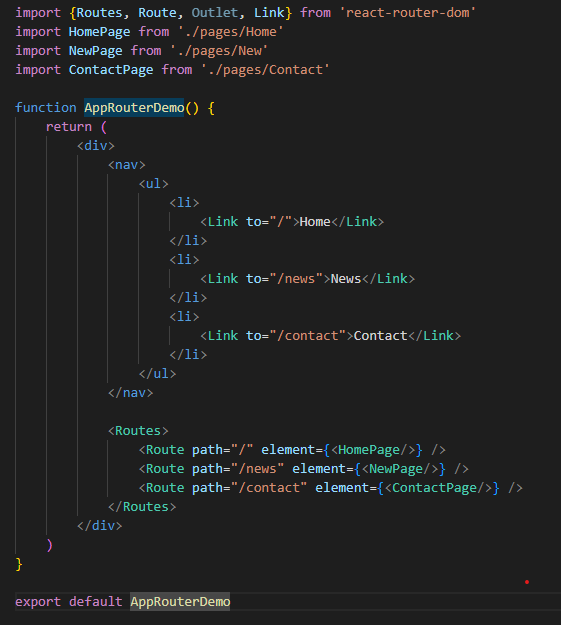 import {Routes, Route, Outlet, Link} from 'react-router-dom'
import HomePage from './pages/Home'
import NewPage from './pages/New'
import ContactPage from './pages/Contact'

function AppRouterDemo() {
    return (
        <div>
            <nav>
                <ul>
                    <li>
                        <Link to="/">Home</Link>
                    </li>
                    <li>
                        <Link to="/news">News</Link>
                    </li>
                    <li>
                        <Link to="/contact">Contact</Link>
                    </li>
                </ul>
            </nav>

            <Routes>
                <Route path="/" element={<HomePage/>} />
                <Route path="/news" element={<NewPage/>} />
                <Route path="/contact" element={<ContactPage/>} />
            </Routes>
        </div>
    )
}

export default AppRouterDemo